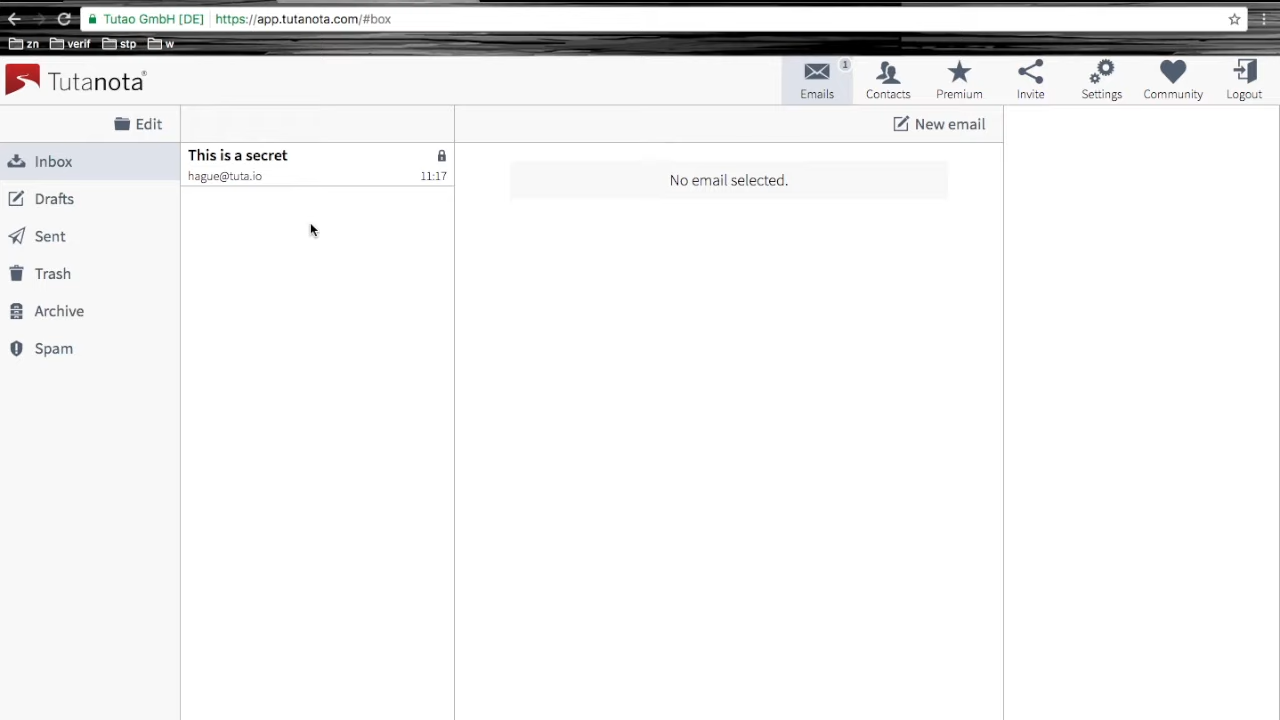 Tutao GmbH [DE] https://app.tutanota.com/#box
zn verif stp w
Tutanota®
1
Emails Contacts Premium Invite Settings Community Logout
Edit
New email
Inbox
Drafts
Sent
Trash
Archive
Spam
This is a secret
hague@tuta.io 11:17
No email selected.